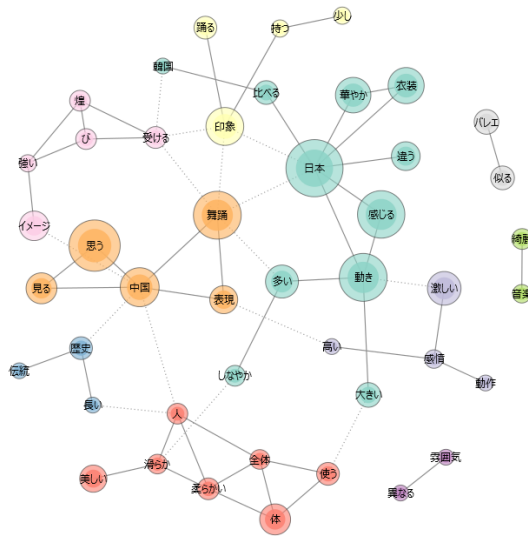 少し
踊る
持つ
韓国
比べる
華やか
衣装
煌
び
受ける
印象
バレエ
強い
違う
日本
似る
イメージ
舞踊
感じる
思う
綺麗
見る
中国
表現
多い
動き
激しい
音楽
歴史
高い
感情
伝統
しなやか
動作
長い
人
大きい
美しい
滑らか
柔らかい
全体
使う
雰囲気
異なる
体